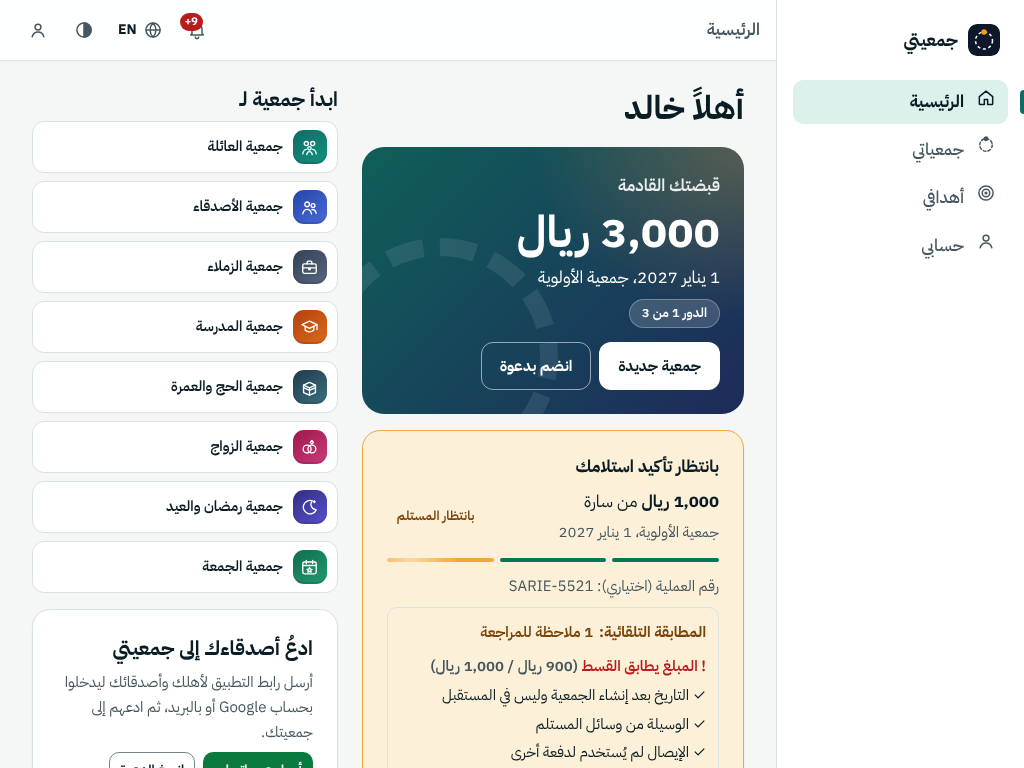 جمعيتي
الرئيسية
جمعياتي
أهدافي
حسابي
الرئيسية
+9
EN
أهلاً خالد
قبضتك القادمة
3,000 ريال
1 يناير 2027، جمعية الأولوية
الدور 1 من 3
جمعية جديدة
انضم بدعوة
بانتظار تأكيد استلامك
1,000 ريال من سارة
جمعية الأولوية، 1 يناير 2027
بانتظار المستلم
رقم العملية (اختياري): SARIE-5521
المطابقة التلقائية: 1 ملاحظة للمراجعة
! المبلغ يطابق القسط (900 ريال / 1,000 ريال)
✓ التاريخ بعد إنشاء الجمعية وليس في المستقبل
✓ الوسيلة من وسائل المستلم
✓ الإيصال لم يُستخدم لدفعة أخرى
ابدأ جمعية لـ
جمعية العائلة
جمعية الأصدقاء
جمعية الزملاء
جمعية المدرسة
جمعية الحج والعمرة
جمعية الزواج
جمعية رمضان والعيد
جمعية الجمعة
ادعُ أصدقاءك إلى جمعيتي
أرسل رابط التطبيق لأهلك وأصدقائك ليدخلوا
بحساب Google أو بالبريد، ثم ادعهم إلى
جمعيتك.